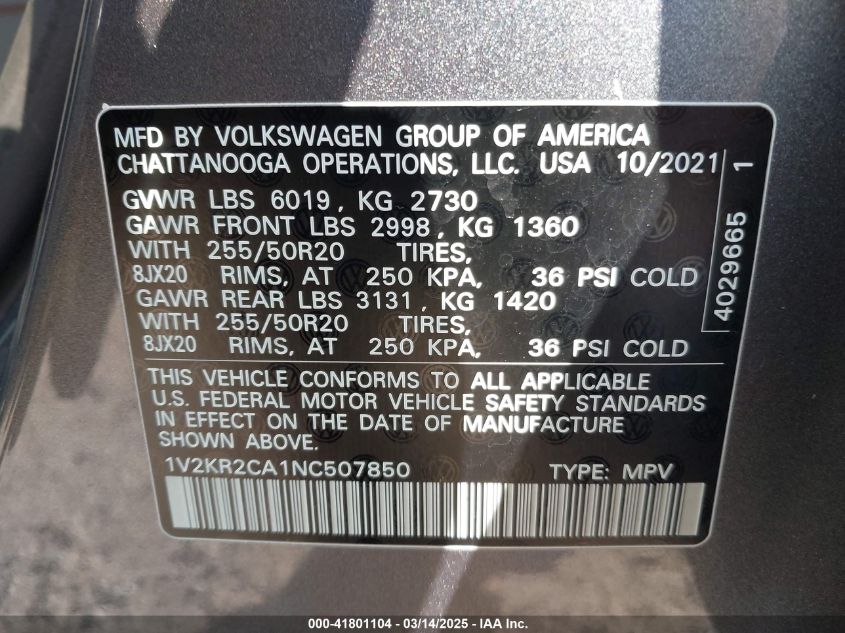 MFD BY VOLKSWAGEN GROUP OF AMERICA
CHATTANOOGA OPERATIONS, LLC. USA 10/2021
GVWR LBS 6019, KG 2730
GAWR FRONT LBS 2998, KG 1360
WITH 255/50R20 TIRES,
8JX20 RIMS, AT 250 KPA, 36 PSI COLD
GAWR REAR LBS 3131, KG 1420
WITH 255/50R20 TIRES,
8JX20 RIMS, AT 250 KPA, 36 PSI COLD
4029665 1
THIS VEHICLE CONFORMS TO ALL APPLICABLE
U.S. FEDERAL MOTOR VEHICLE SAFETY STANDARDS
IN EFFECT ON THE DATE OF MANUFACTURE
SHOWN ABOVE.
1V2KR2CA1NC507850 TYPE: MPV
000-41801104 - 03/14/2025 - IAA Inc.